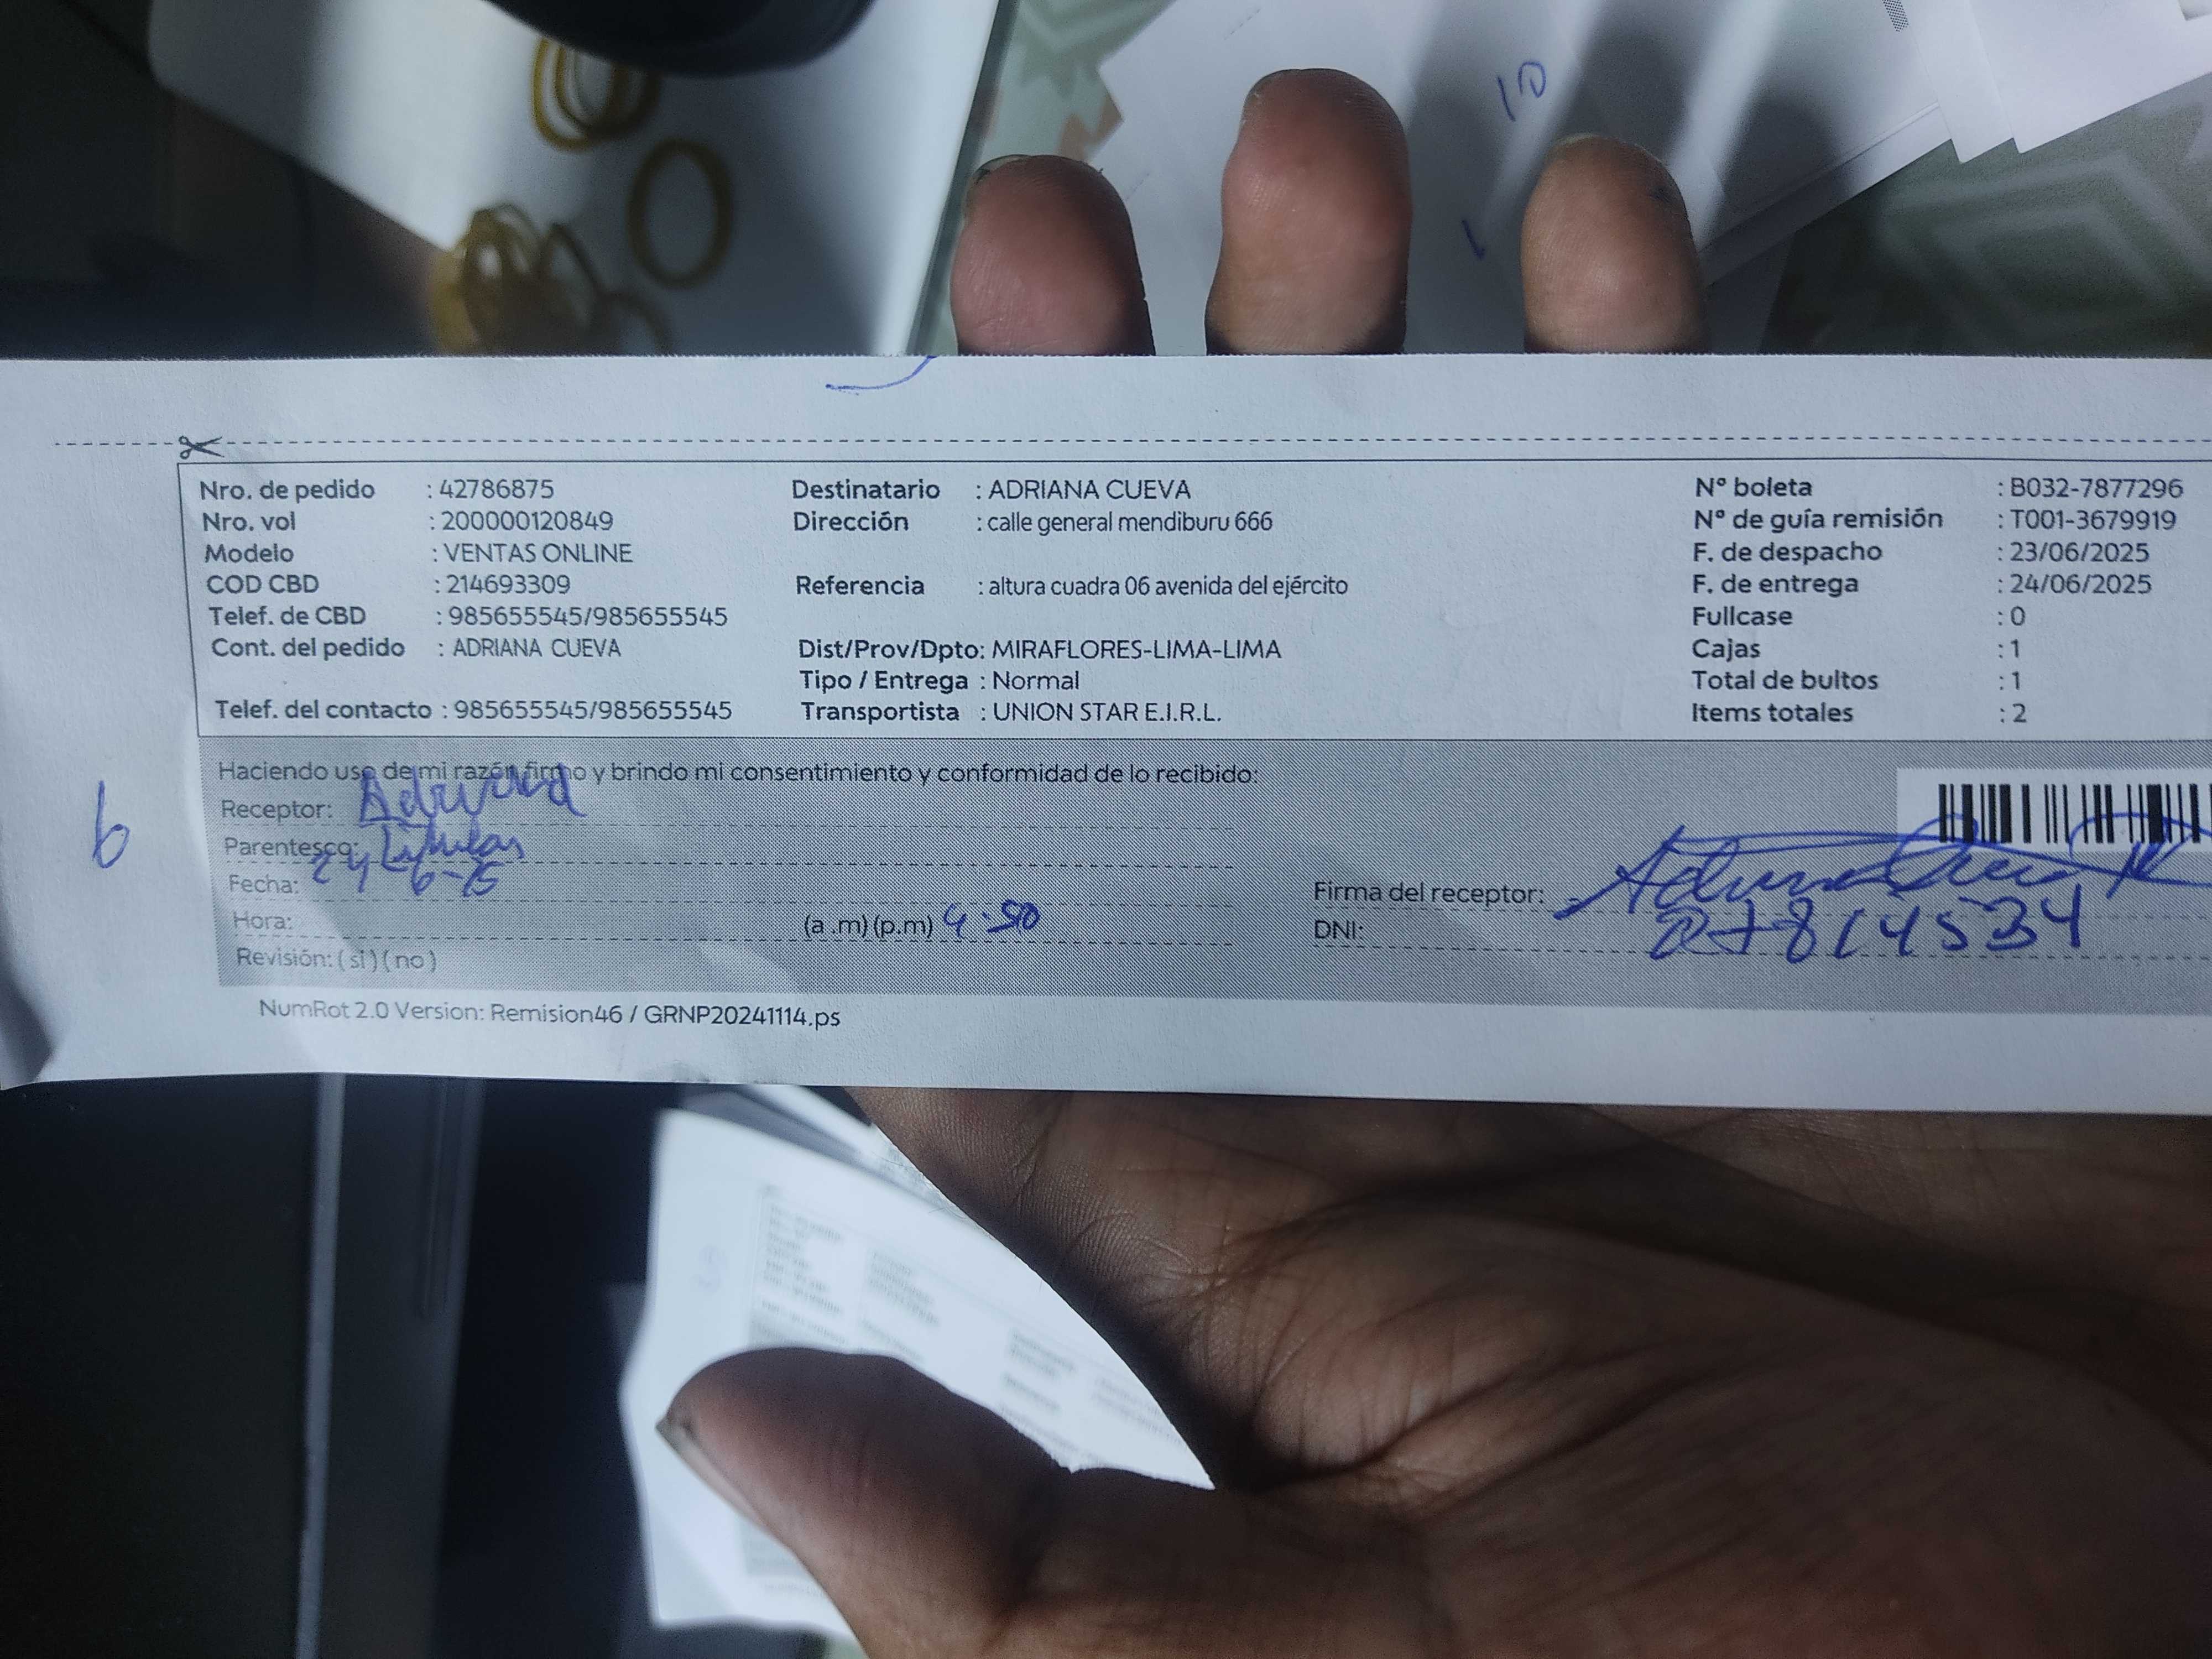 10
Nro. de pedido : 42786875
Nro. vol : 200000120849
Modelo : VENTAS ONLINE
COD CBD : 214693309
Telef. de CBD : 985655545/985655545
Cont. del pedido : ADRIANA CUEVA
Telef. del contacto : 985655545/985655545
Destinatario : ADRIANA CUEVA
Dirección : calle general mendiburu 666
Referencia : altura cuadra 06 avenida del ejército
Dist/Prov/Dpto: MIRAFLORES-LIMA-LIMA
Tipo / Entrega : Normal
Transportista : UNION STAR E.I.R.L.
Nº boleta : B032-7877296
Nº de guía remisión : T001-3679919
F. de despacho : 23/06/2025
F. de entrega : 24/06/2025
Fullcase : 0
Cajas : 1
Total de bultos : 1
Items totales : 2
Haciendo uso de mi razón firmo y brindo mi consentimiento y conformidad de lo recibido:
Receptor: Adriana
Parentesco:
Fecha: 24-6-25
Hora: (a .m) (p.m) 4:50
Revisión: ( si ) ( no )
Firma del receptor:
DNI: 07814534
6
NumRot 2.0 Version: Remision46 / GRNP20241114.ps